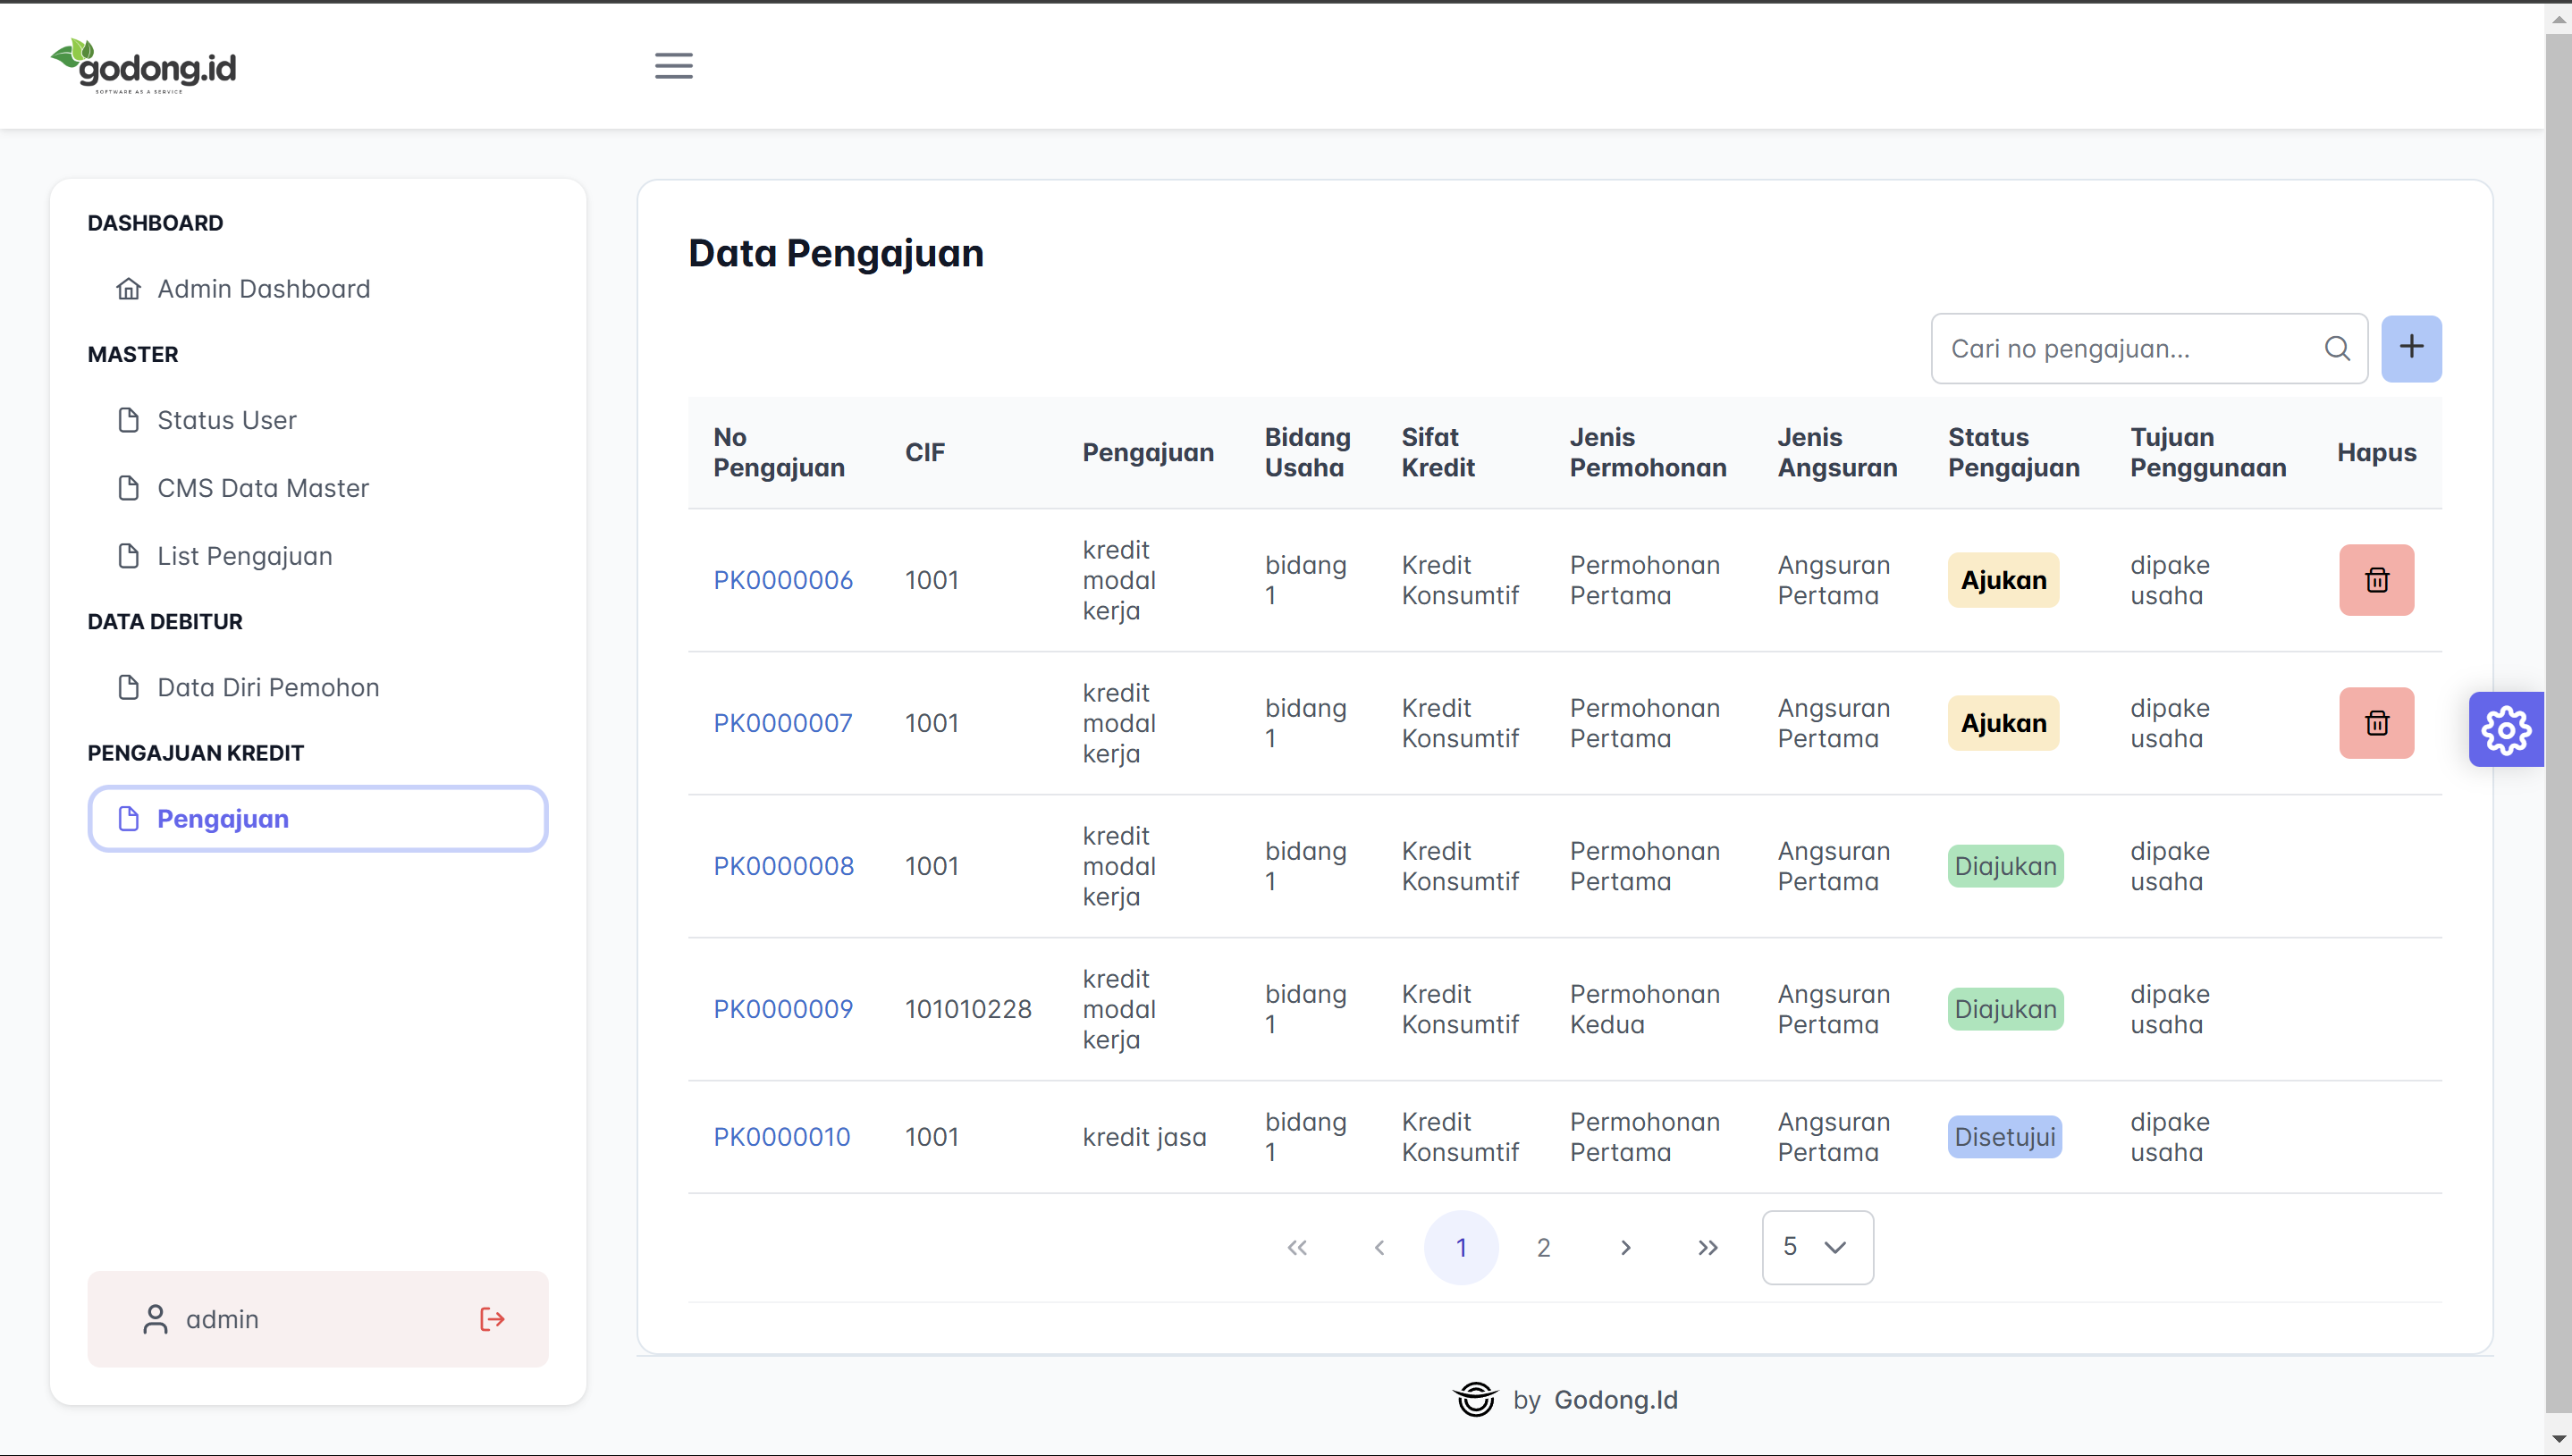 godong.id
SOFTWARE AS A SERVICE
DASHBOARD
Admin Dashboard
MASTER
Status User
CMS Data Master
List Pengajuan
DATA DEBITUR
Data Diri Pemohon
PENGAJUAN KREDIT
Pengajuan
admin
Data Pengajuan
Cari no pengajuan...
No Pengajuan CIF Pengajuan Bidang Usaha Sifat Kredit Jenis Permohonan Jenis Angsuran Status Pengajuan Tujuan Penggunaan Hapus
PK0000006 1001 kredit modal kerja bidang 1 Kredit Konsumtif Permohonan Pertama Angsuran Pertama Ajukan dipake usaha
PK0000007 1001 kredit modal kerja bidang 1 Kredit Konsumtif Permohonan Pertama Angsuran Pertama Ajukan dipake usaha
PK0000008 1001 kredit modal kerja bidang 1 Kredit Konsumtif Permohonan Pertama Angsuran Pertama Diajukan dipake usaha
PK0000009 101010228 kredit modal kerja bidang 1 Kredit Konsumtif Permohonan Kedua Angsuran Pertama Diajukan dipake usaha
PK0000010 1001 kredit jasa bidang 1 Kredit Konsumtif Permohonan Pertama Angsuran Pertama Disetujui dipake usaha
1 2 5
by Godong.Id